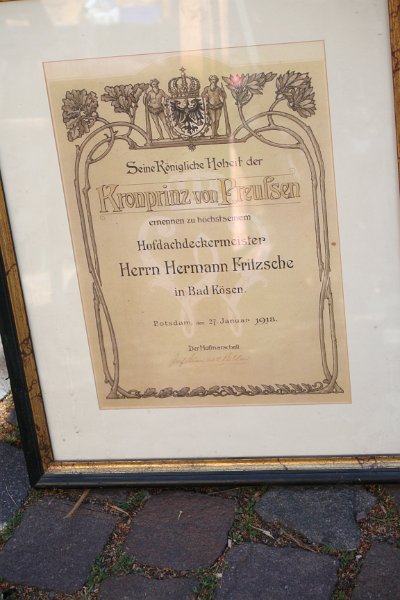 Seine Königliche Hoheit der
Kronprinz von Preussen
ernennen zu höchstseinem
Hofdachdeckermeister
Herrn Hermann Fritzsche
in Bad Kösen.
Potsdam, den 27. Januar 1918.
Der Hofmarschall